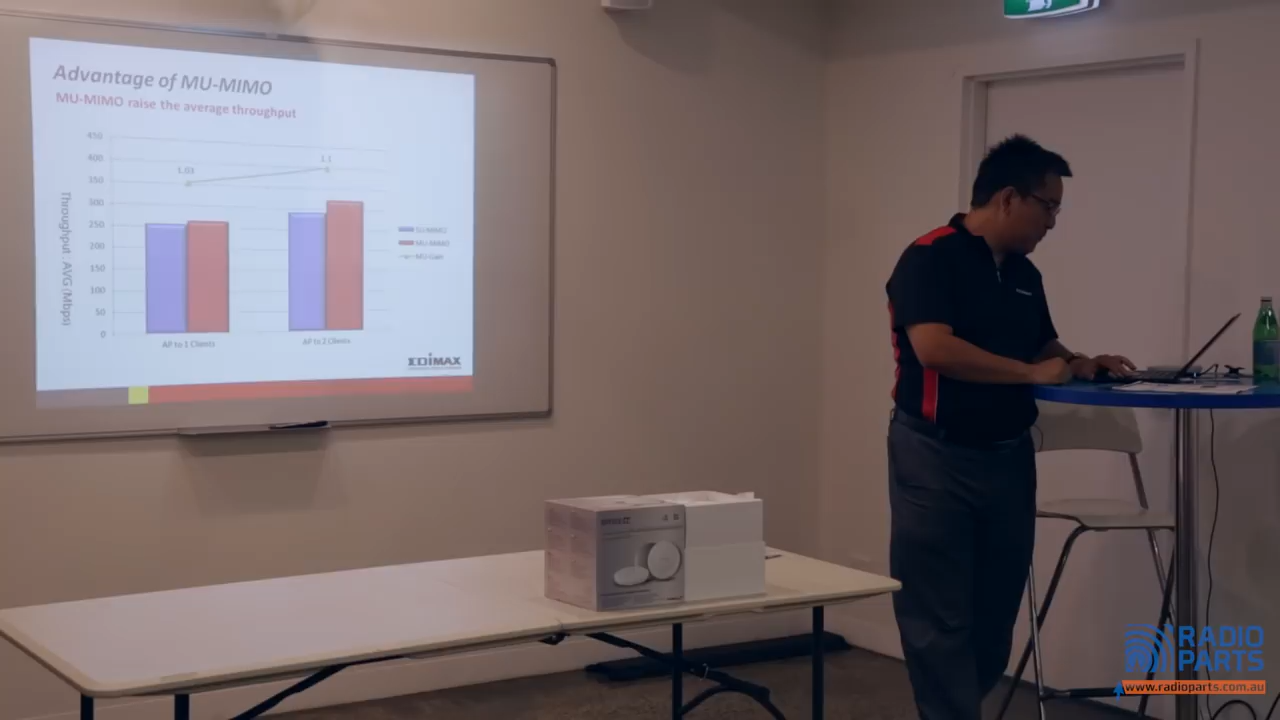 Advantage of MU-MIMO
MU-MIMO raise the average throughput
450
400
350
300
250
200
150
100
50
0
Throughput AVG (Mbps)
1.03
1.1
SU-MIMO
MU-MIMO
MU-Gain
AP to 1 Clients
AP to 2 Clients
EDIMAX
RADIO
PARTS
www.radioparts.com.au